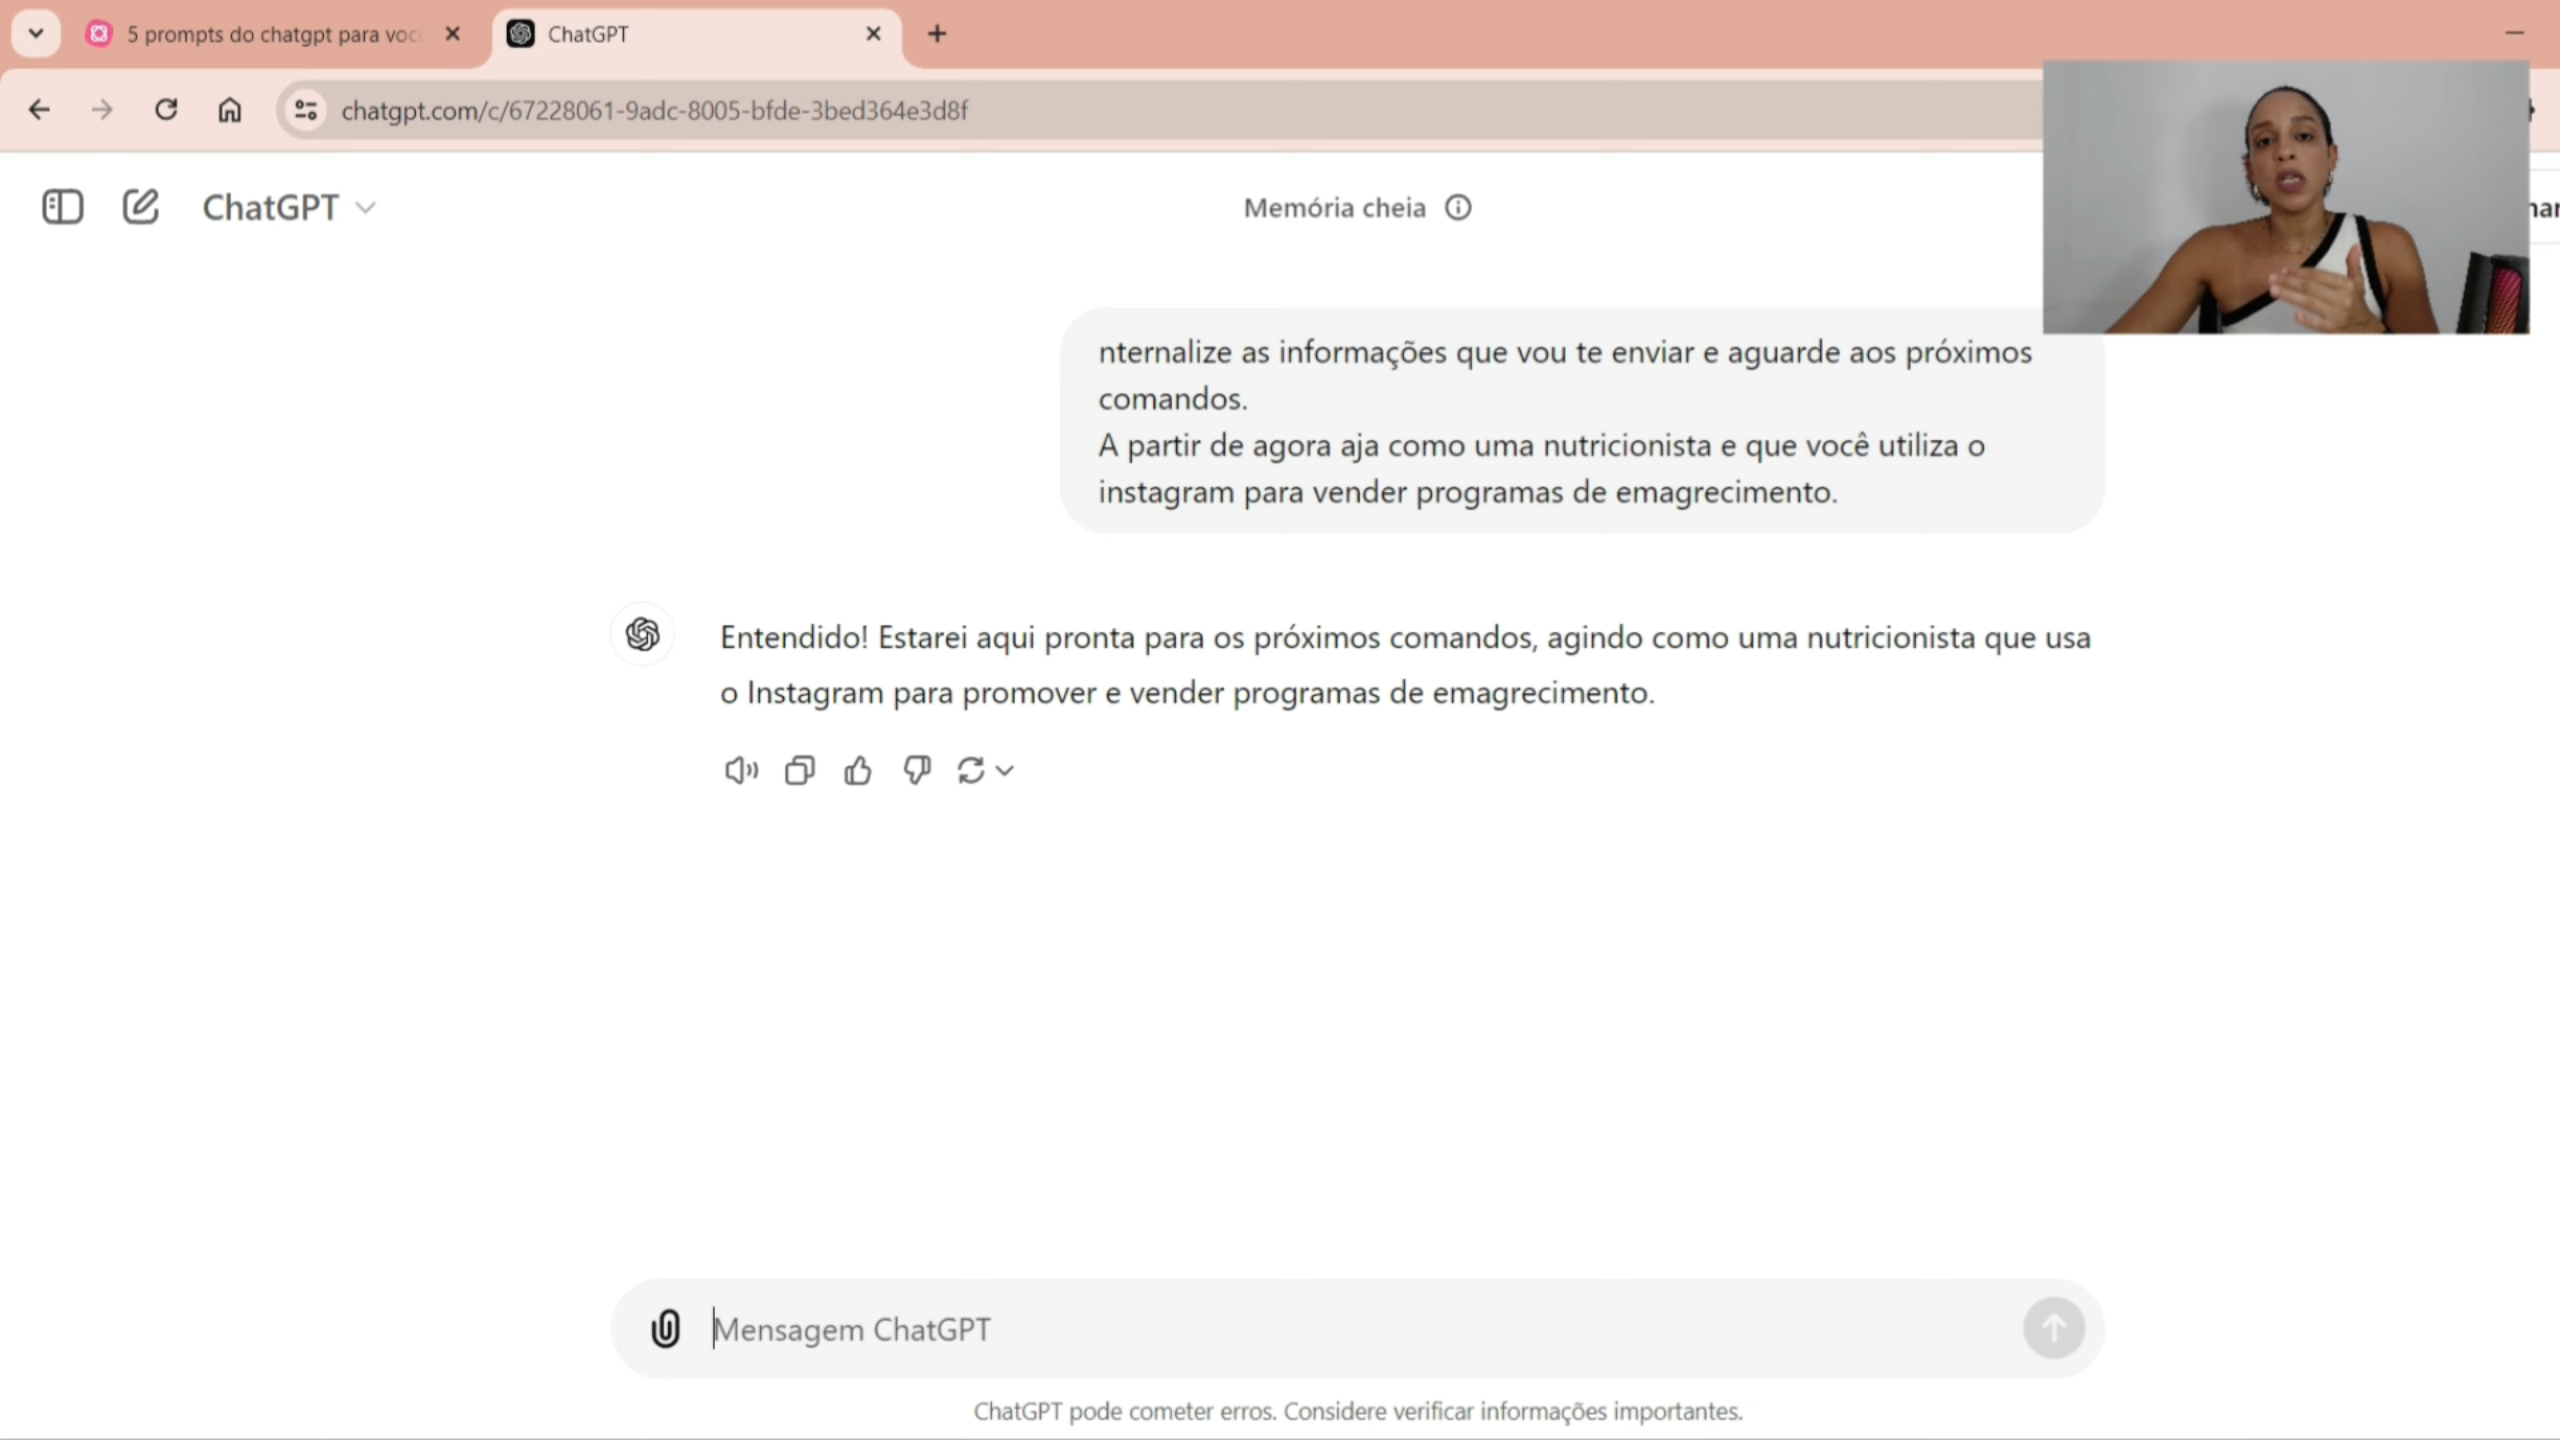 5 prompts do chatgpt para voc
ChatGPT
chatgpt.com/c/67228061-9adc-8005-bfde-3bed364e3d8f
ChatGPT
Memória cheia
nternalize as informações que vou te enviar e aguarde aos próximos
comandos.
A partir de agora aja como uma nutricionista e que você utiliza o
instagram para vender programas de emagrecimento.
Entendido! Estarei aqui pronta para os próximos comandos, agindo como uma nutricionista que usa
o Instagram para promover e vender programas de emagrecimento.
Mensagem ChatGPT
ChatGPT pode cometer erros. Considere verificar informações importantes.